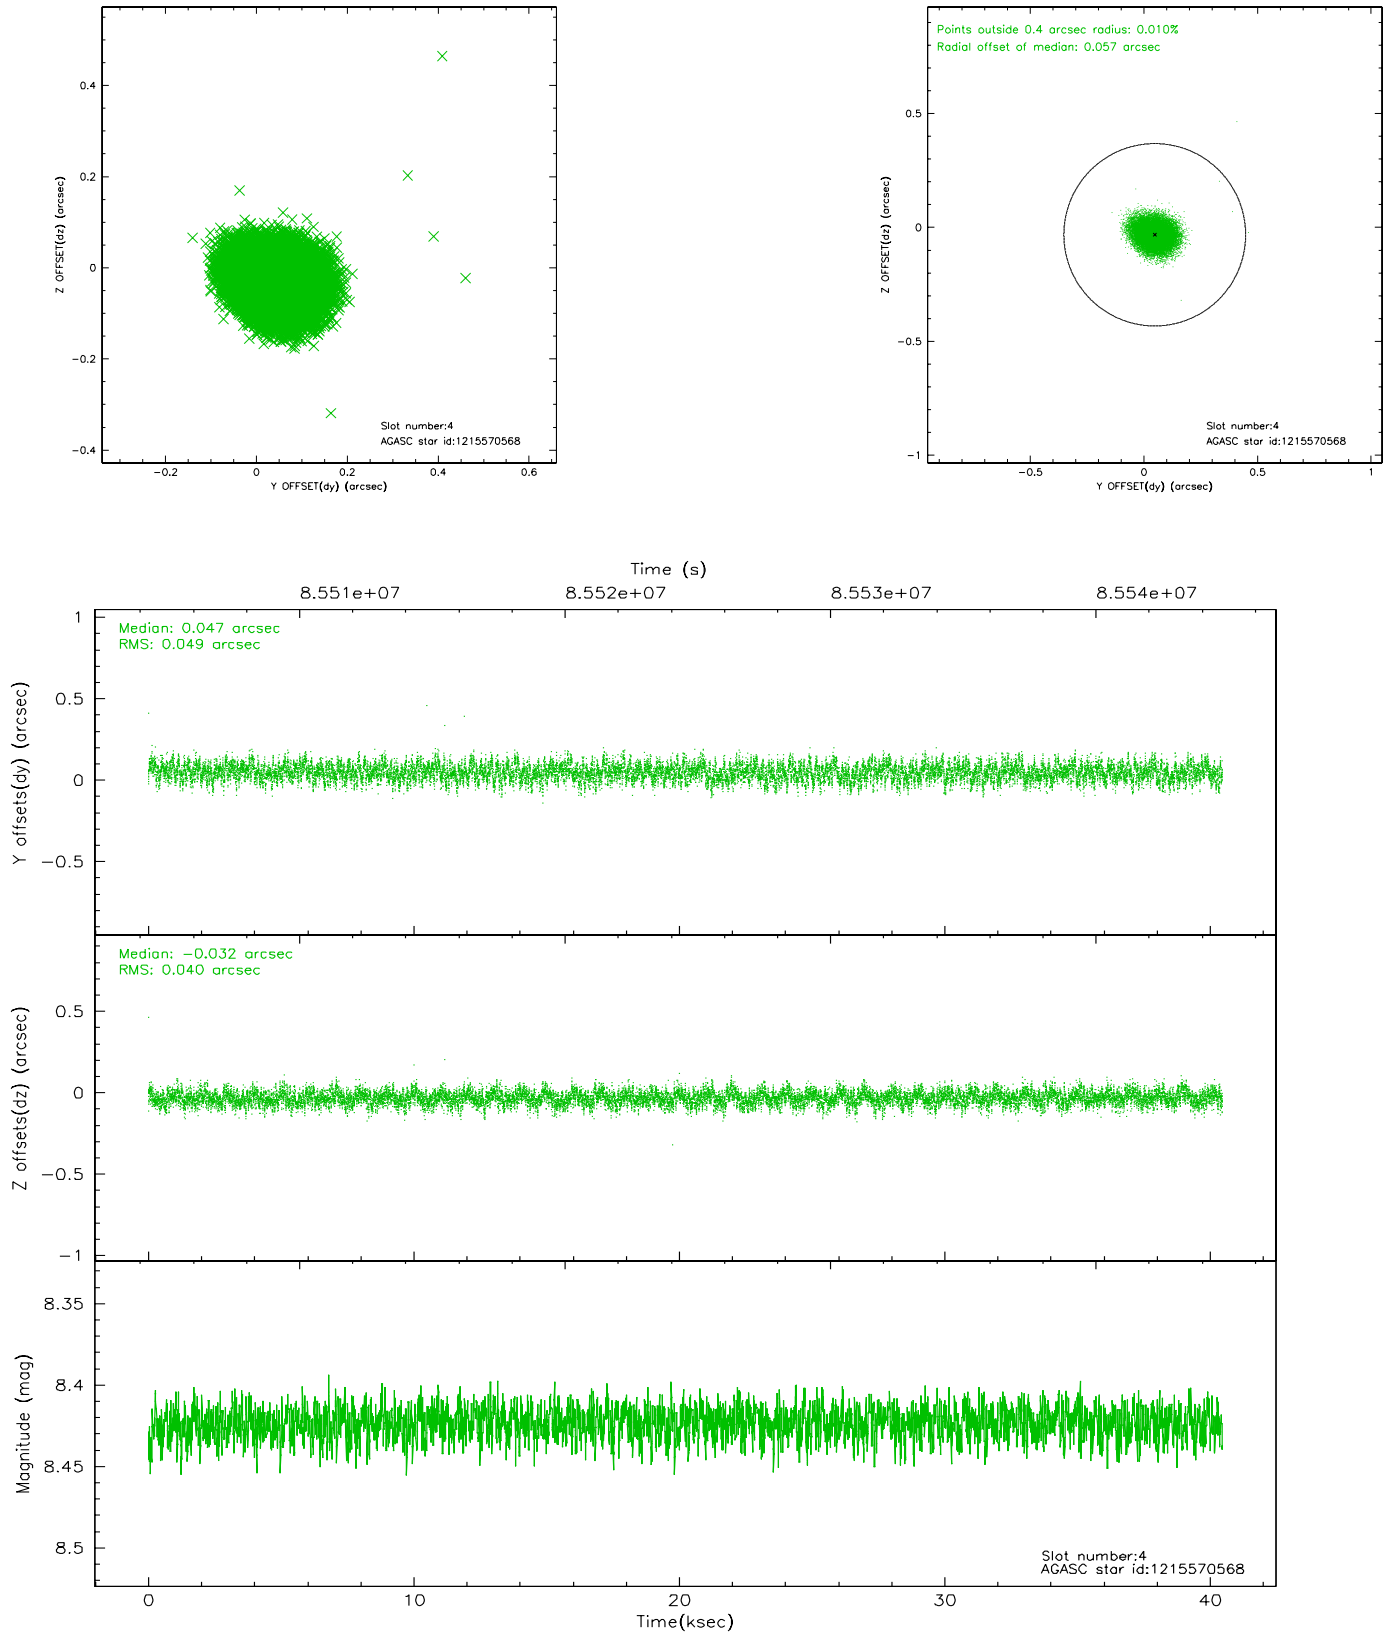 0.4
0.2
0
−0.2
−0.4
Z OFFSET(dz) (arcsec)
Slot number:4
AGASC star id:1215570568
−0.2
0
0.2
0.4
0.6
Y OFFSET(dy) (arcsec)
Points outside 0.4 arcsec radius: 0.010%
Radial offset of median: 0.057 arcsec
0.5
0
−0.5
−1
Z OFFSET(dz) (arcsec)
Slot number:4
AGASC star id:1215570568
−0.5
0
0.5
1
Y OFFSET(dy) (arcsec)
Time (s)
8.551e+07
8.552e+07
8.553e+07
8.554e+07
Median: 0.047 arcsec
RMS: 0.049 arcsec
1
0.5
0
−0.5
Y offsets(dy) (arcsec)
Median: −0.032 arcsec
RMS: 0.040 arcsec
0.5
0
−0.5
−1
Z offsets(dz) (arcsec)
8.35
8.4
8.45
8.5
Magnitude (mag)
Slot number:4
AGASC star id:1215570568
0
10
20
30
40
Time(ksec)